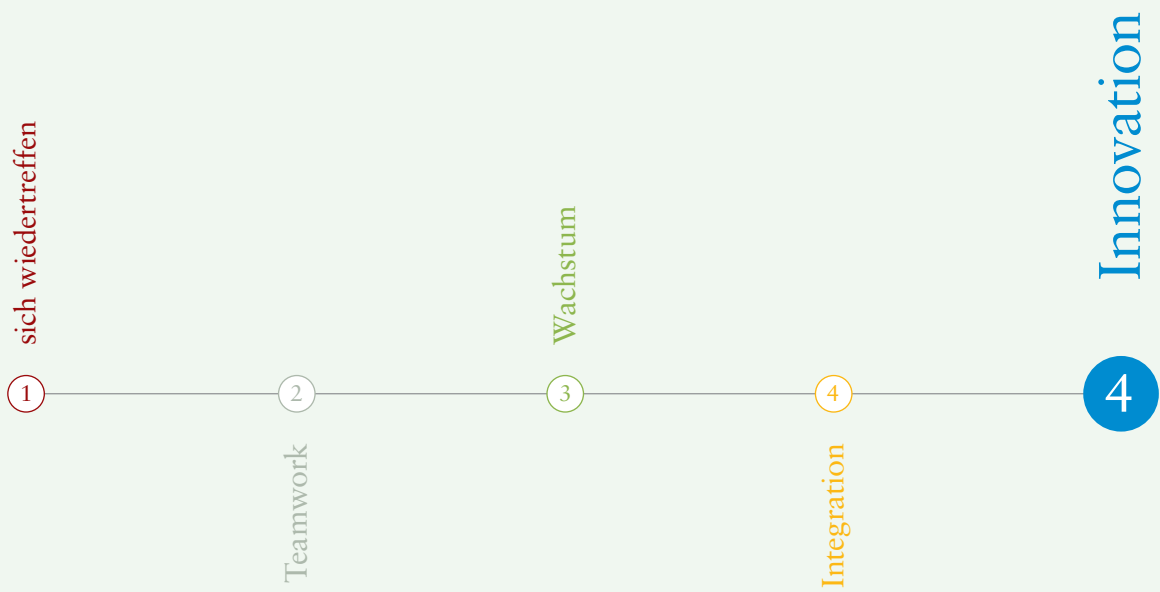 sich wiedertreffen
1
2
Teamwork
Wachstum
3
4
Integration
Innovation
4